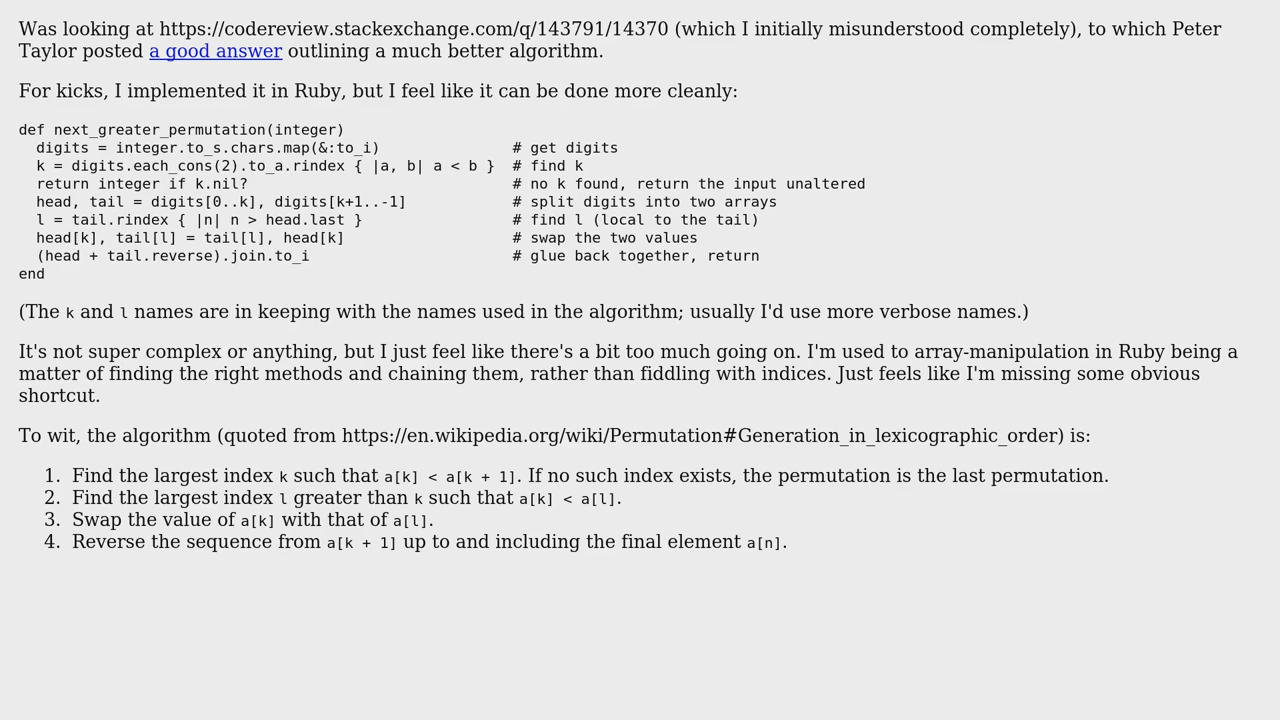 Was looking at https://codereview.stackexchange.com/q/143791/14370 (which I initially misunderstood completely), to which Peter
Taylor posted a good answer outlining a much better algorithm.
For kicks, I implemented it in Ruby, but I feel like it can be done more cleanly:
def next_greater_permutation(integer)
  digits = integer.to_s.chars.map(&:to_i)               # get digits
  k = digits.each_cons(2).to_a.rindex { |a, b| a < b }  # find k
  return integer if k.nil?                              # no k found, return the input unaltered
  head, tail = digits[0..k], digits[k+1..-1]            # split digits into two arrays
  l = tail.rindex { |n| n > head.last }                 # find l (local to the tail)
  head[k], tail[l] = tail[l], head[k]                   # swap the two values
  (head + tail.reverse).join.to_i                       # glue back together, return
end
(The k and l names are in keeping with the names used in the algorithm; usually I'd use more verbose names.)
It's not super complex or anything, but I just feel like there's a bit too much going on. I'm used to array-manipulation in Ruby being a
matter of finding the right methods and chaining them, rather than fiddling with indices. Just feels like I'm missing some obvious
shortcut.
To wit, the algorithm (quoted from https://en.wikipedia.org/wiki/Permutation#Generation_in_lexicographic_order) is:
1. Find the largest index k such that a[k] < a[k + 1]. If no such index exists, the permutation is the last permutation.
2. Find the largest index l greater than k such that a[k] < a[l].
3. Swap the value of a[k] with that of a[l].
4. Reverse the sequence from a[k + 1] up to and including the final element a[n].